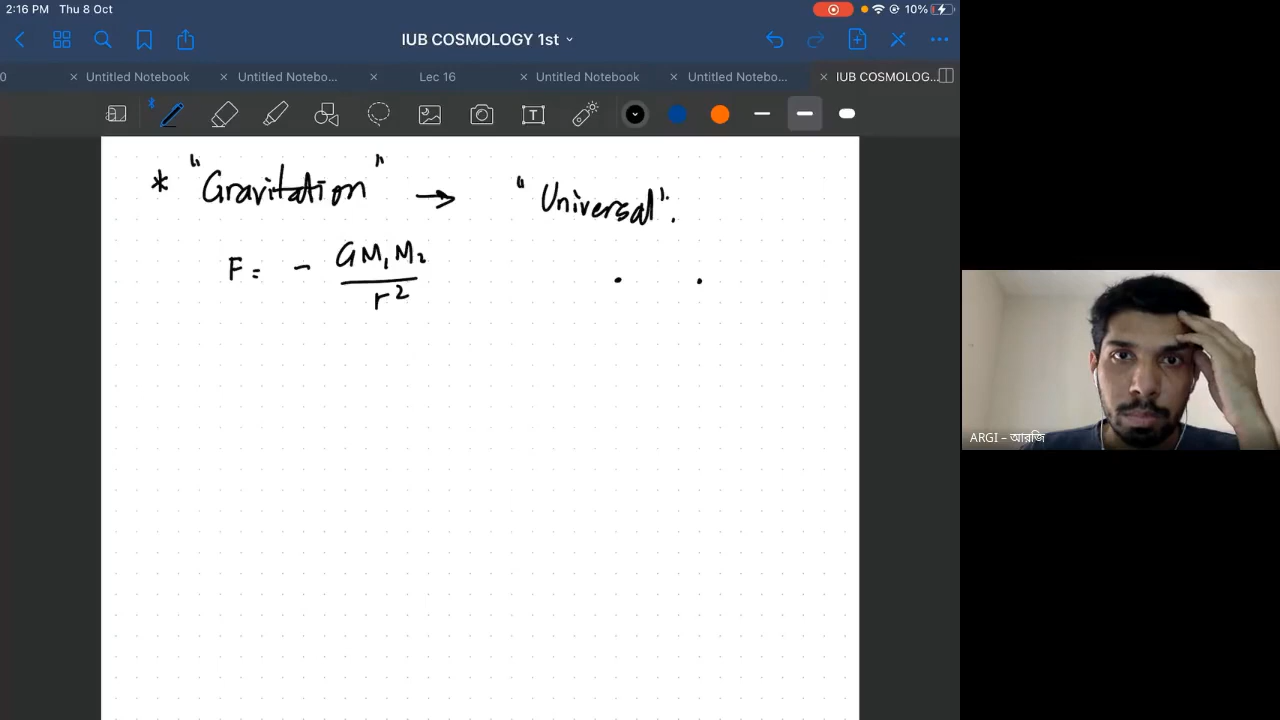 2:16 PM Thu 8 Oct 10%
IUB COSMOLOGY 1st
0 Untitled Notebook Untitled Notebo... Lec 16 Untitled Notebook Untitled Notebo... IUB COSMOLOG...
T
* "Gravitation" → "Universal".
F = - GM₁M₂ / r²
ARGI – আরজি